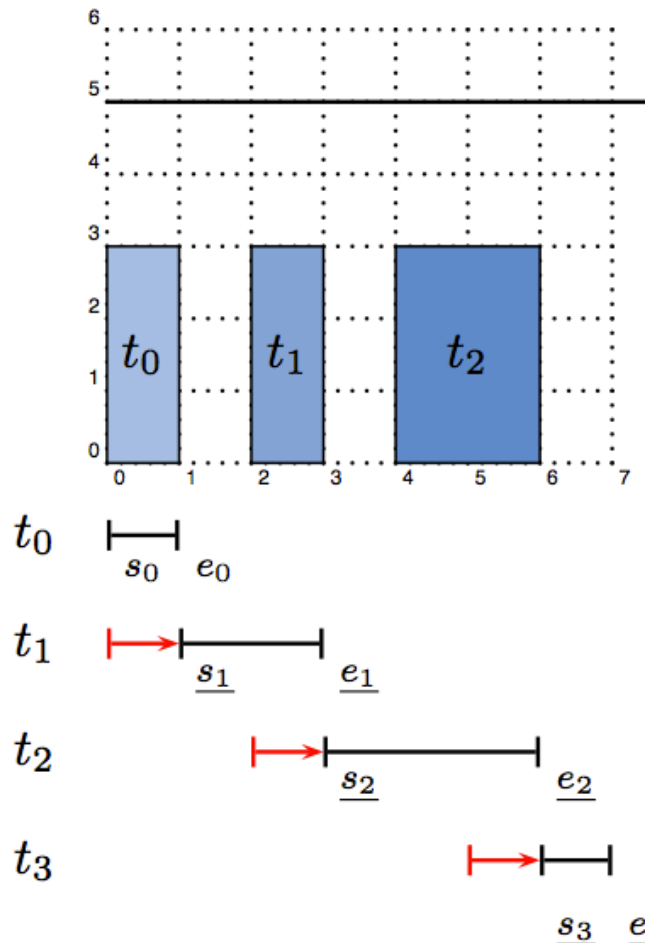 6
5
4
3
2
1
0
t₀ t₁ t₂
0 1 2 3 4 5 6 7
t₀
s₀ e₀
t₁
s₁ e₁
t₂
s₂ e₂
t₃
s₃ e